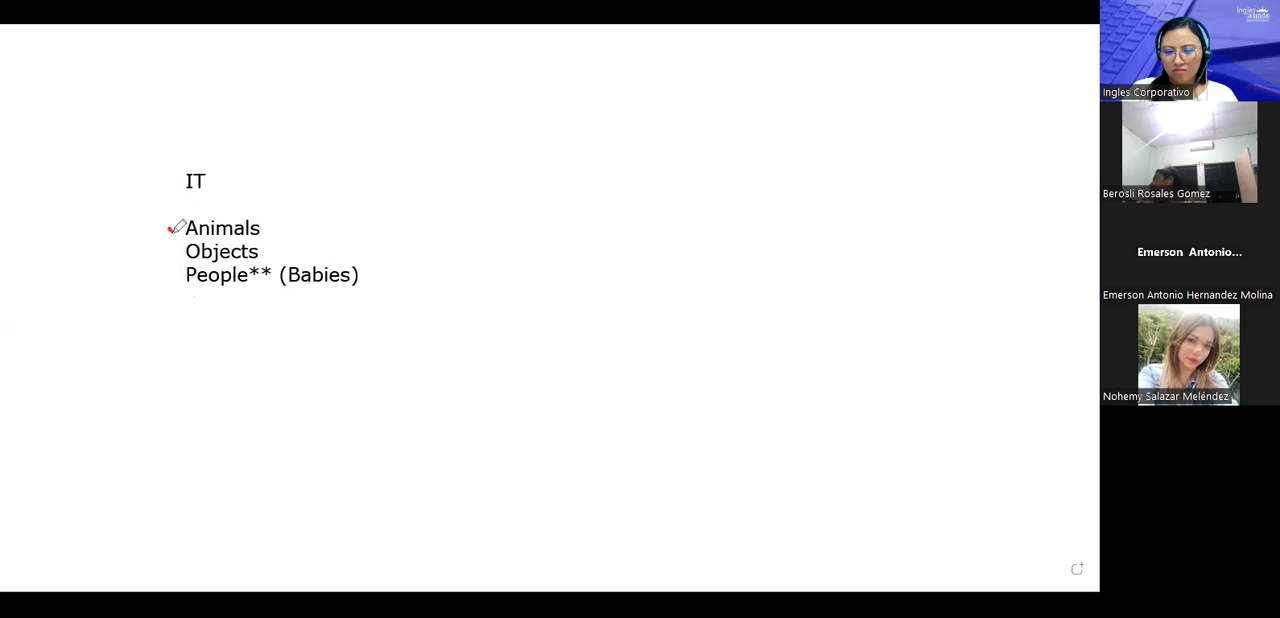 IT
Animals
Objects
People** (Babies)
Ingles
Ingles Corporativo
Berosli Rosales Gomez
Emerson Antonio...
Emerson Antonio Hernandez Molina
Nohemy Salazar Meléndez